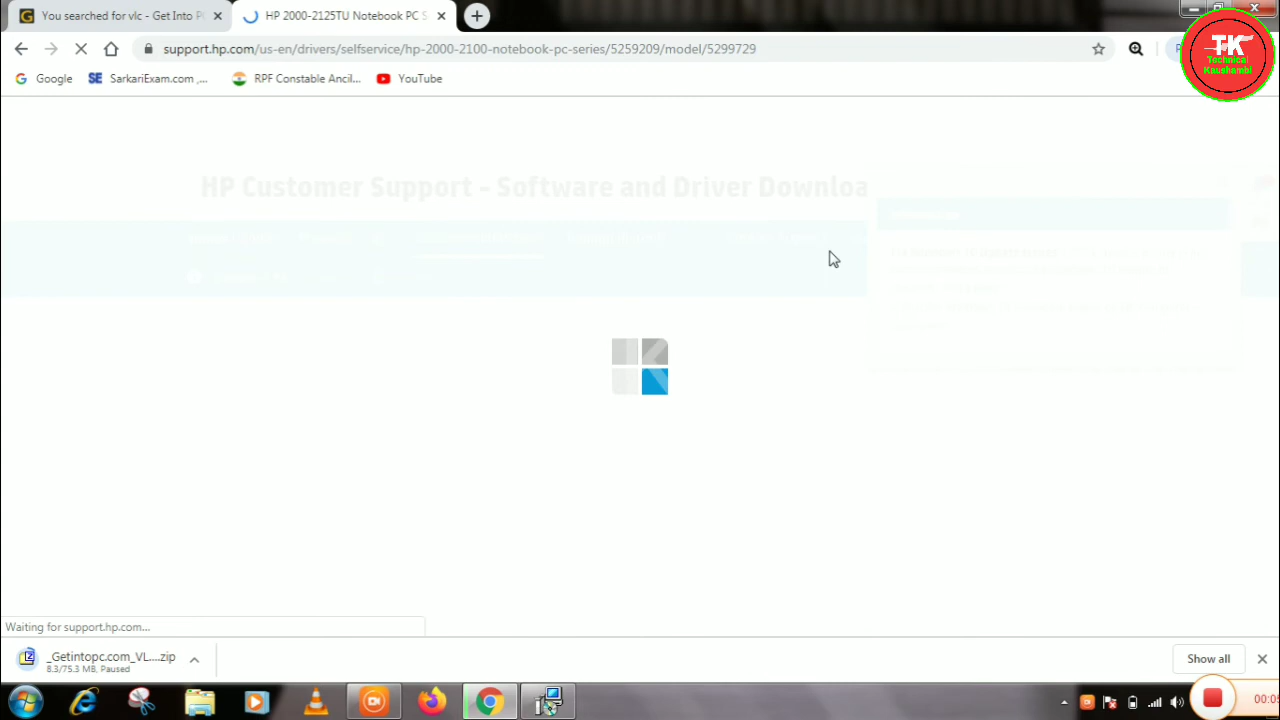 You searched for vlc - Get Into P
HP 2000-2125TU Notebook PC S
support.hp.com/us-en/drivers/selfservice/hp-2000-2100-notebook-pc-series/5259209/model/5299729
TK
Technical
Kaushambi
Google
SE SarkariExam.com ,...
RPF Constable Ancil...
YouTube
HP Customer Support - Software and Driver Downloa
Waiting for support.hp.com...
_Getintopc.com_VL....zip
8.3/75.3 MB, Paused
Show all
00:0